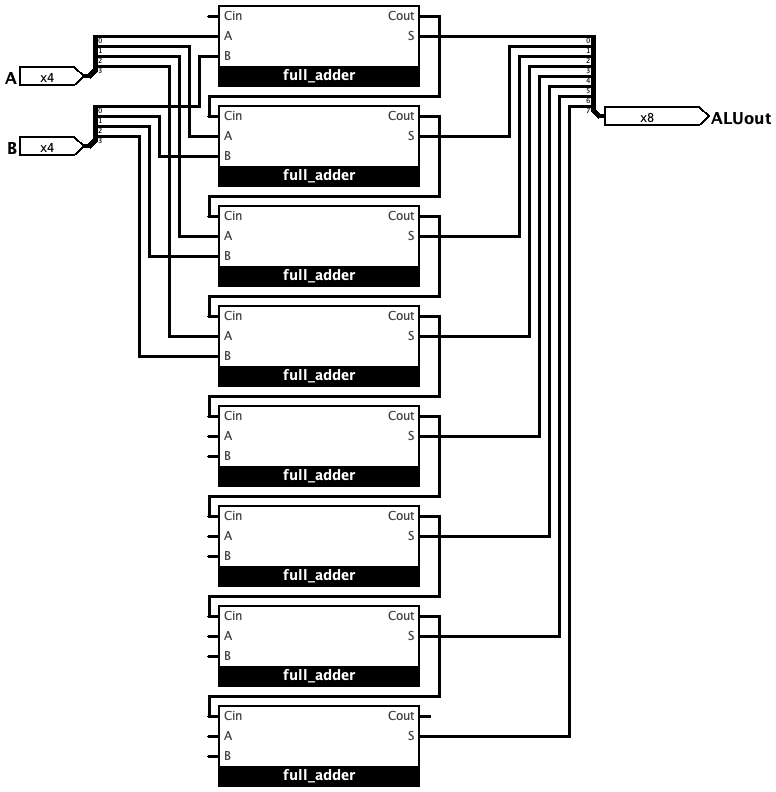 Cin Cout
A S
B
full_adder
A x4
B x4
0
1
2
3
0
1
2
3
0
1
2
3
4
5
6
7
x8 ALUout
Cin Cout
A S
B
full_adder
Cin Cout
A S
B
full_adder
Cin Cout
A S
B
full_adder
Cin Cout
A S
B
full_adder
Cin Cout
A S
B
full_adder
Cin Cout
A S
B
full_adder
Cin Cout
A S
B
full_adder